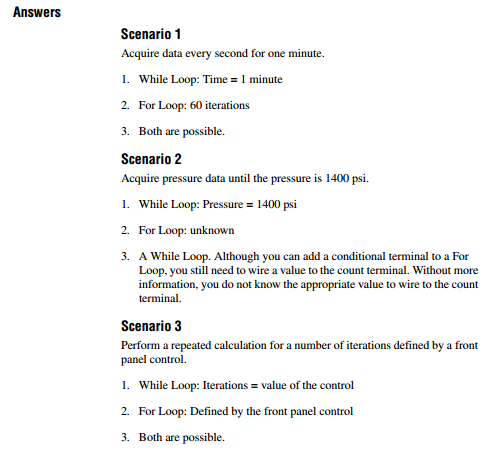 Answers
Scenario 1
Acquire data every second for one minute.
1. While Loop: Time = 1 minute
2. For Loop: 60 iterations
3. Both are possible.
Scenario 2
Acquire pressure data until the pressure is 1400 psi.
1. While Loop: Pressure = 1400 psi
2. For Loop: unknown
3. A While Loop. Although you can add a conditional terminal to a For
Loop, you still need to wire a value to the count terminal. Without more
information, you do not know the appropriate value to wire to the count
terminal.
Scenario 3
Perform a repeated calculation for a number of iterations defined by a front
panel control.
1. While Loop: Iterations = value of the control
2. For Loop: Defined by the front panel control
3. Both are possible.